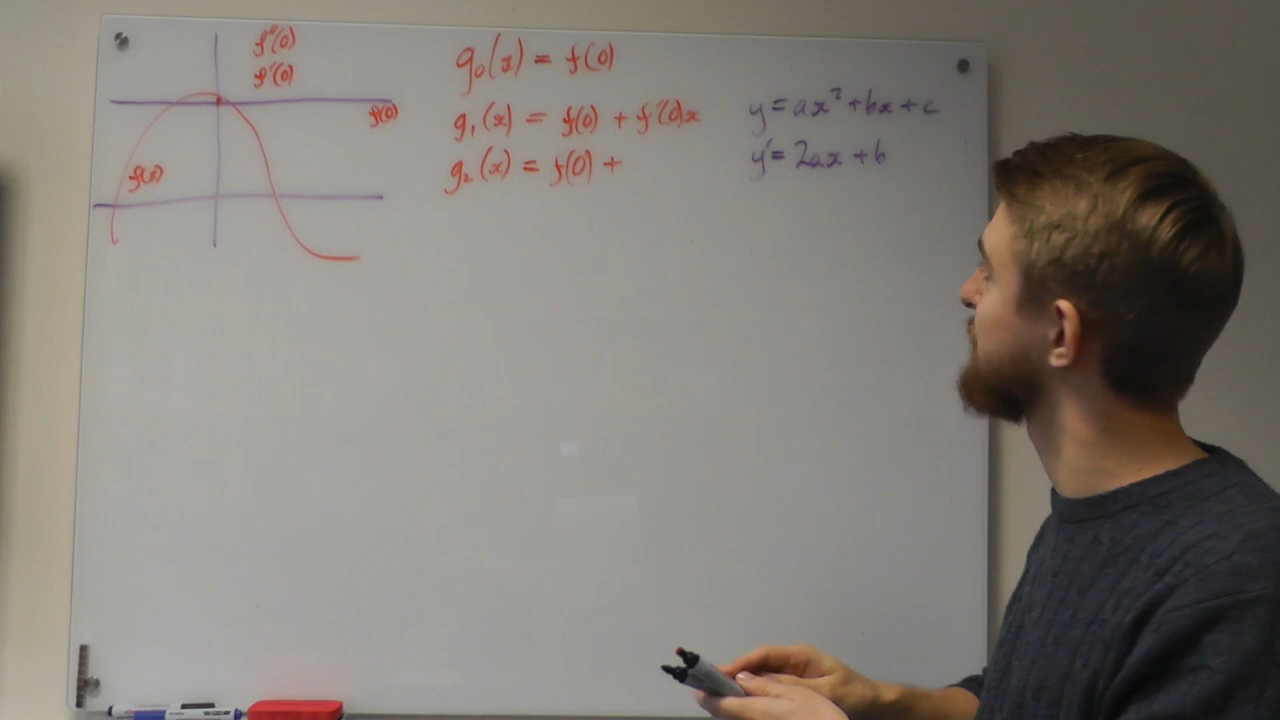 f''(0)
f'(0)
f(0)
f(x)
g₀(x) = f(0)
g₁(x) = f(0) + f'(0)x
g₂(x) = f(0) +
y = ax² + bx + c
y' = 2ax + b